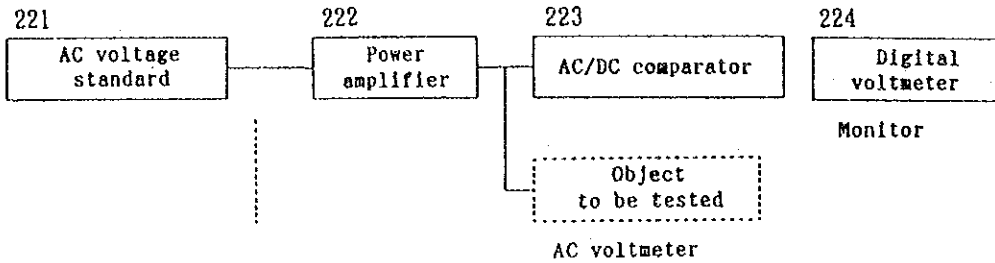 221
AC voltage
standard
222
Power
amplifier
223
AC/DC comparator
224
Digital
voltmeter
Monitor
Object
to be tested
AC voltmeter